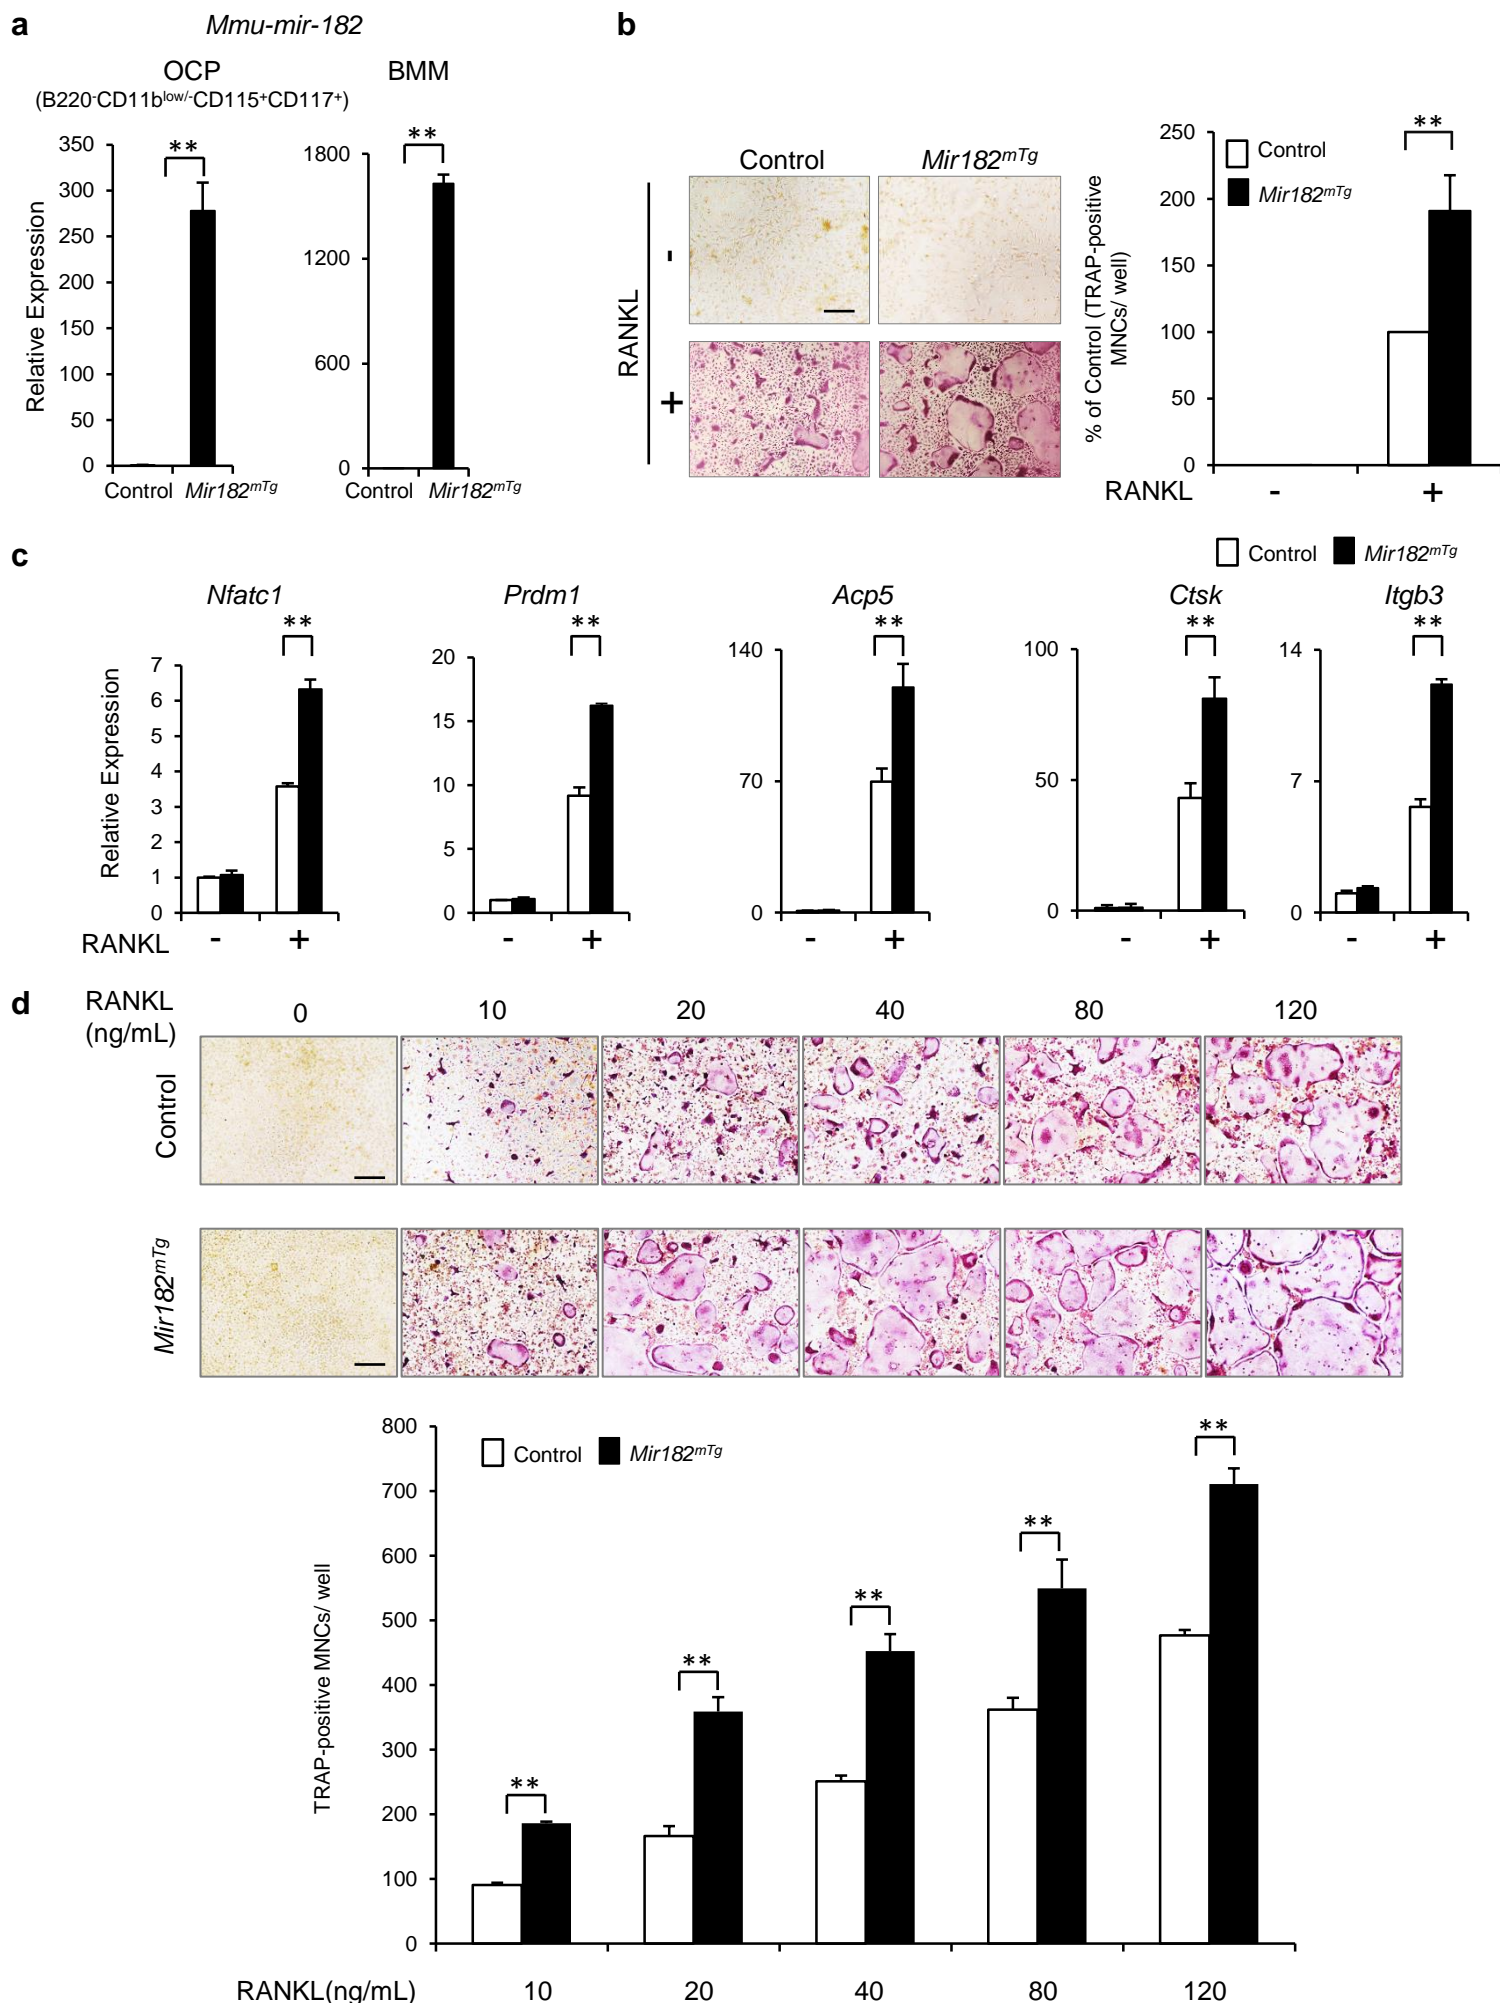 a
Mmu-mir-182
OCP
(B220-CD11blow/-CD115+CD117+)
BMM
Relative Expression
350
300
250
200
150
100
50
0
**
Control Mir182mTg
1800
1200
600
0
**
Control Mir182mTg
b
Control Mir182mTg
RANKL
-
+
% of Control (TRAP-positive
MNCs/ well)
250
200
150
100
50
0
Control
Mir182mTg
**
RANKL - +
c
Control Mir182mTg
Relative Expression
Nfatc1
**
7
6
5
4
3
2
1
0
RANKL - +
Prdm1
**
20
15
10
5
0
- +
Acp5
**
140
70
0
- +
Ctsk
**
100
50
0
- +
Itgb3
**
14
7
0
- +
d
RANKL
(ng/mL)
0 10 20 40 80 120
Control
Mir182mTg
TRAP-positive MNCs/ well
800
700
600
500
400
300
200
100
0
Control Mir182mTg
**
**
**
**
**
RANKL(ng/mL) 10 20 40 80 120